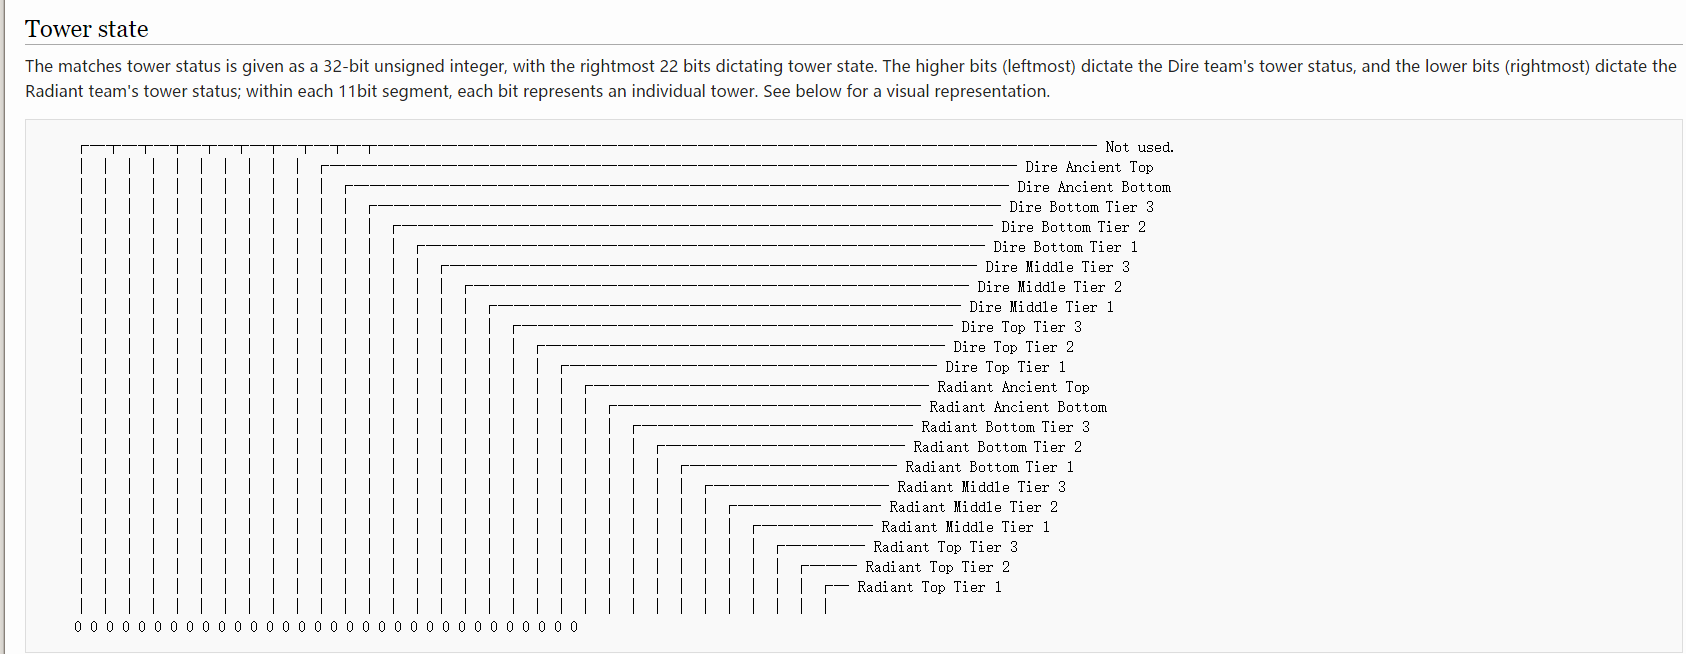 Tower state
The matches tower status is given as a 32-bit unsigned integer, with the rightmost 22 bits dictating tower state. The higher bits (leftmost) dictate the Dire team's tower status, and the lower bits (rightmost) dictate the
Radiant team's tower status; within each 11bit segment, each bit represents an individual tower. See below for a visual representation.
Not used.
Dire Ancient Top
Dire Ancient Bottom
Dire Bottom Tier 3
Dire Bottom Tier 2
Dire Bottom Tier 1
Dire Middle Tier 3
Dire Middle Tier 2
Dire Middle Tier 1
Dire Top Tier 3
Dire Top Tier 2
Dire Top Tier 1
Radiant Ancient Top
Radiant Ancient Bottom
Radiant Bottom Tier 3
Radiant Bottom Tier 2
Radiant Bottom Tier 1
Radiant Middle Tier 3
Radiant Middle Tier 2
Radiant Middle Tier 1
Radiant Top Tier 3
Radiant Top Tier 2
Radiant Top Tier 1
0 0 0 0 0 0 0 0 0 0 0 0 0 0 0 0 0 0 0 0 0 0 0 0 0 0 0 0 0 0 0 0